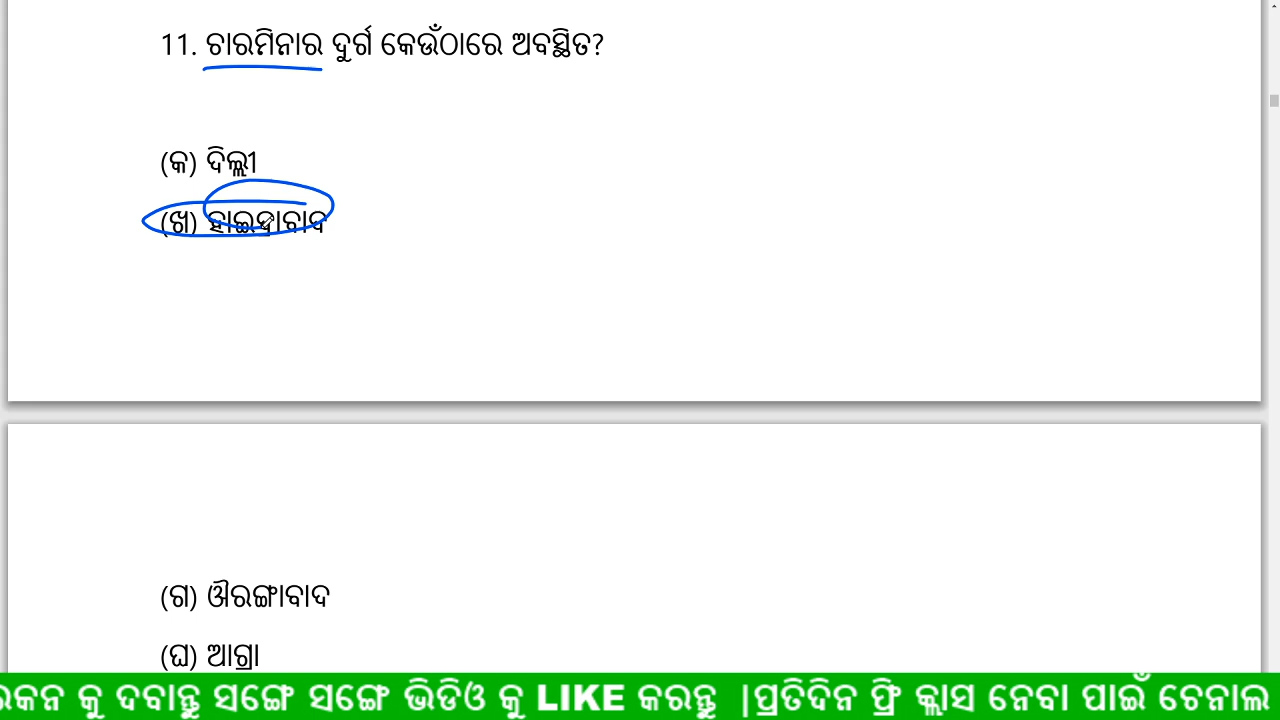 11. ଚାରମିନାର ଦୁର୍ଗ କେଉଁଠାରେ ଅବସ୍ଥିତ?
(କ) ଦିଲ୍ଲୀ
(ଖ) ହାଇଦ୍ରାବାଦ
(ଗ) ଔରଙ୍ଗାବାଦ
(ଘ) ଆଗ୍ରା
କୁ ଦବାନ୍ତୁ ସଙ୍ଗେ ସଙ୍ଗେ ଭିଡିଓ କୁ LIKE କରନ୍ତୁ |ପ୍ରତିଦିନ ଫ୍ରି କ୍ଲାସ ନେବା ପାଇଁ ଚେନାଲ